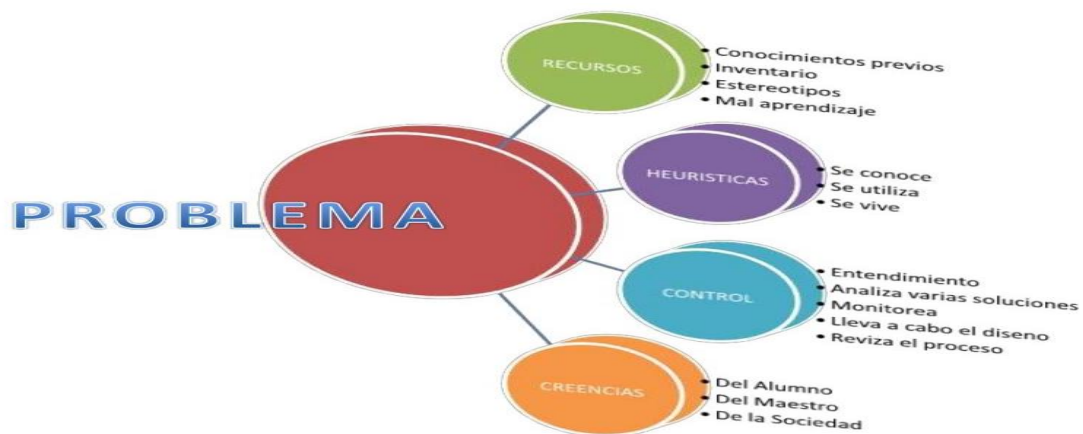 PROBLEMA
RECURSOS
• Conocimientos previos
• Inventario
• Estereotipos
• Mal aprendizaje
HEURISTICAS
• Se conoce
• Se utiliza
• Se vive
CONTROL
• Entendimiento
• Analiza varias soluciones
• Monitorea
• Lleva a cabo el diseno
• Reviza el proceso
CREENCIAS
• Del Alumno
• Del Maestro
• De la Sociedad